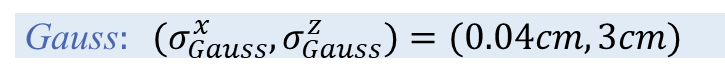 Gauss: (σ^x_Gauss, σ^z_Gauss) = (0.04cm, 3cm)